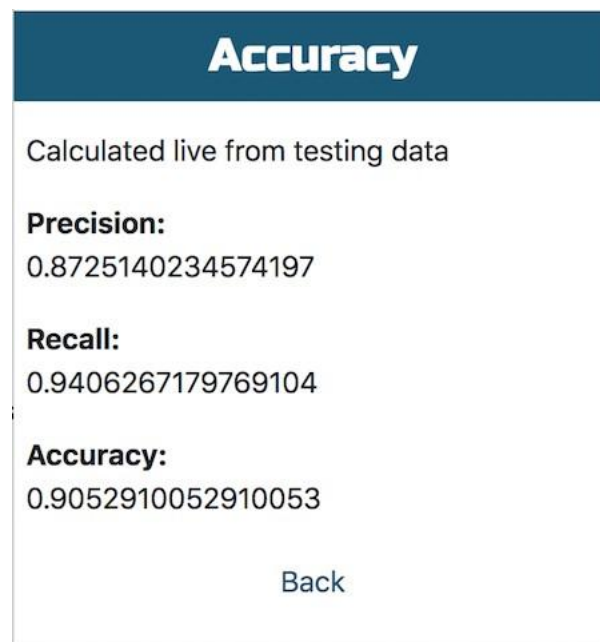 Accuracy
Calculated live from testing data
Precision:
0.8725140234574197
Recall:
0.9406267179769104
Accuracy:
0.9052910052910053
Back